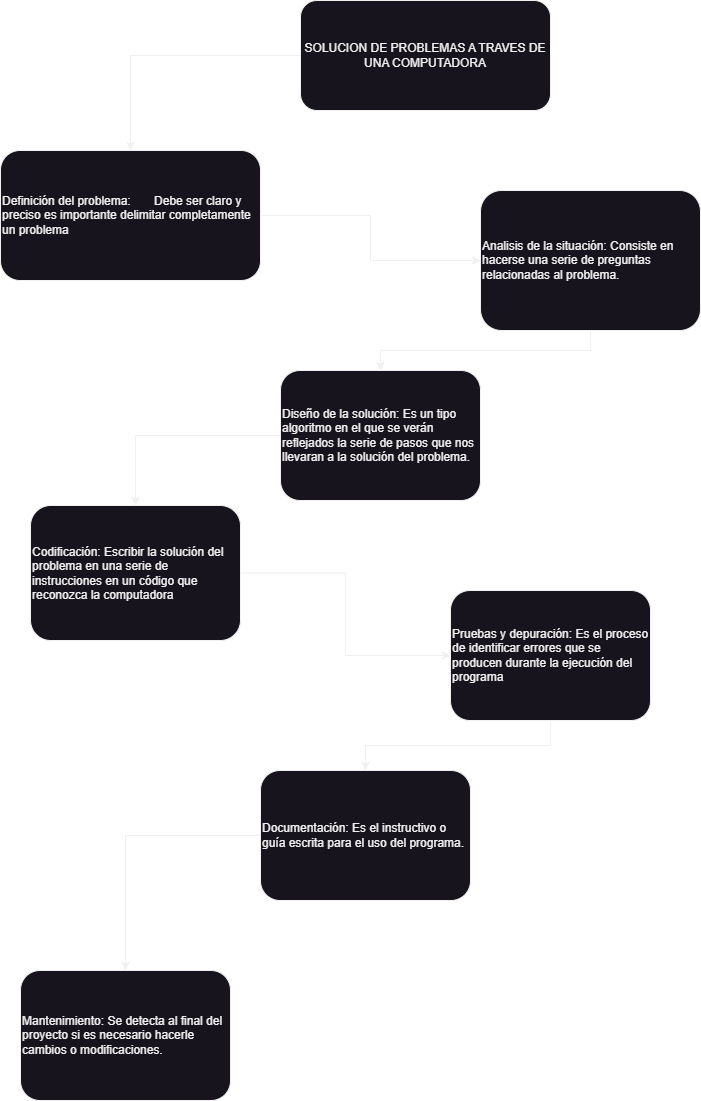 SOLUCION DE PROBLEMAS A TRAVES DE
UNA COMPUTADORA
Definición del problema: Debe ser claro y
preciso es importante delimitar completamente
un problema
Analisis de la situación: Consiste en
hacerse una serie de preguntas
relacionadas al problema.
Diseño de la solución: Es un tipo
algoritmo en el que se verán
reflejados la serie de pasos que nos
llevaran a la solución del problema.
Codificación: Escribir la solución del
problema en una serie de
instrucciones en un código que
reconozca la computadora
Pruebas y depuración: Es el proceso
de identificar errores que se
producen durante la ejecución del
programa
Documentación: Es el instructivo o
guía escrita para el uso del programa.
Mantenimiento: Se detecta al final del
proyecto si es necesario hacerle
cambios o modificaciones.